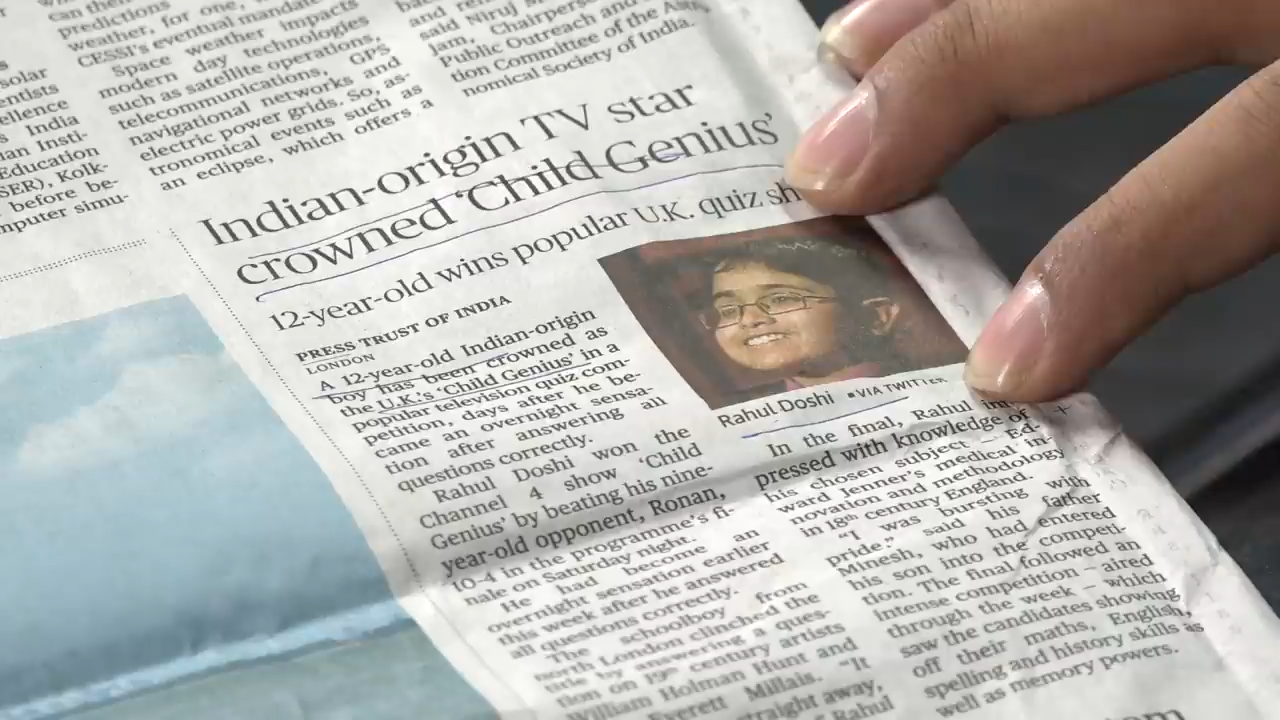 can their
predictions
weather, for one,
CESSI's eventual mandate.
Space weather impacts
modern day technologies
such as satellite operations,
telecommunications, GPS
navigational networks and
electric power grids. So, as-
tronomical events such as
an eclipse, which offers a
said Niruj M
jam, Chairperson,
Public Outreach and
tion Committee of the As
nomical Society of India.
solar
entists
ellence
India
Insti-
Education
SER), Kolk-
before be-
mputer simu-
Indian-origin TV star
crowned ‘Child Genius’
12-year-old wins popular U.K. quiz sh
PRESS TRUST OF INDIA
LONDON
A 12-year-old Indian-origin
boy has been crowned as
the U.K.’s ‘Child Genius’ in a
popular television quiz com-
petition, days after he be-
came an overnight sensa-
tion after answering all
questions correctly.
Rahul Doshi won the
Channel 4 show ‘Child
Genius’ by beating his nine-
year-old opponent, Ronan,
10-4 in the programme’s fi-
nale on Saturday night.
He had become an
overnight sensation earlier
this week after he answered
all questions correctly.
The schoolboy from
north London clinched the
title by answering a ques-
tion on 19th century artists
William Holman Hunt and
Everett Millais. “It
straight away,
of Rahul
Rahul Doshi ▪VIA TWITTER
In the final, Rahul im
pressed with knowledge of
his chosen subject – Ed-
ward Jenner’s medical in-
novation and methodology
in 18th century England.
“I was bursting with
pride,” said his father
Minesh, who had entered
his son into the competi
tion. The final followed an
intense competition – aired
through the week – which
saw the candidates showing
off their maths, English
spelling and history skills as
well as memory powers.